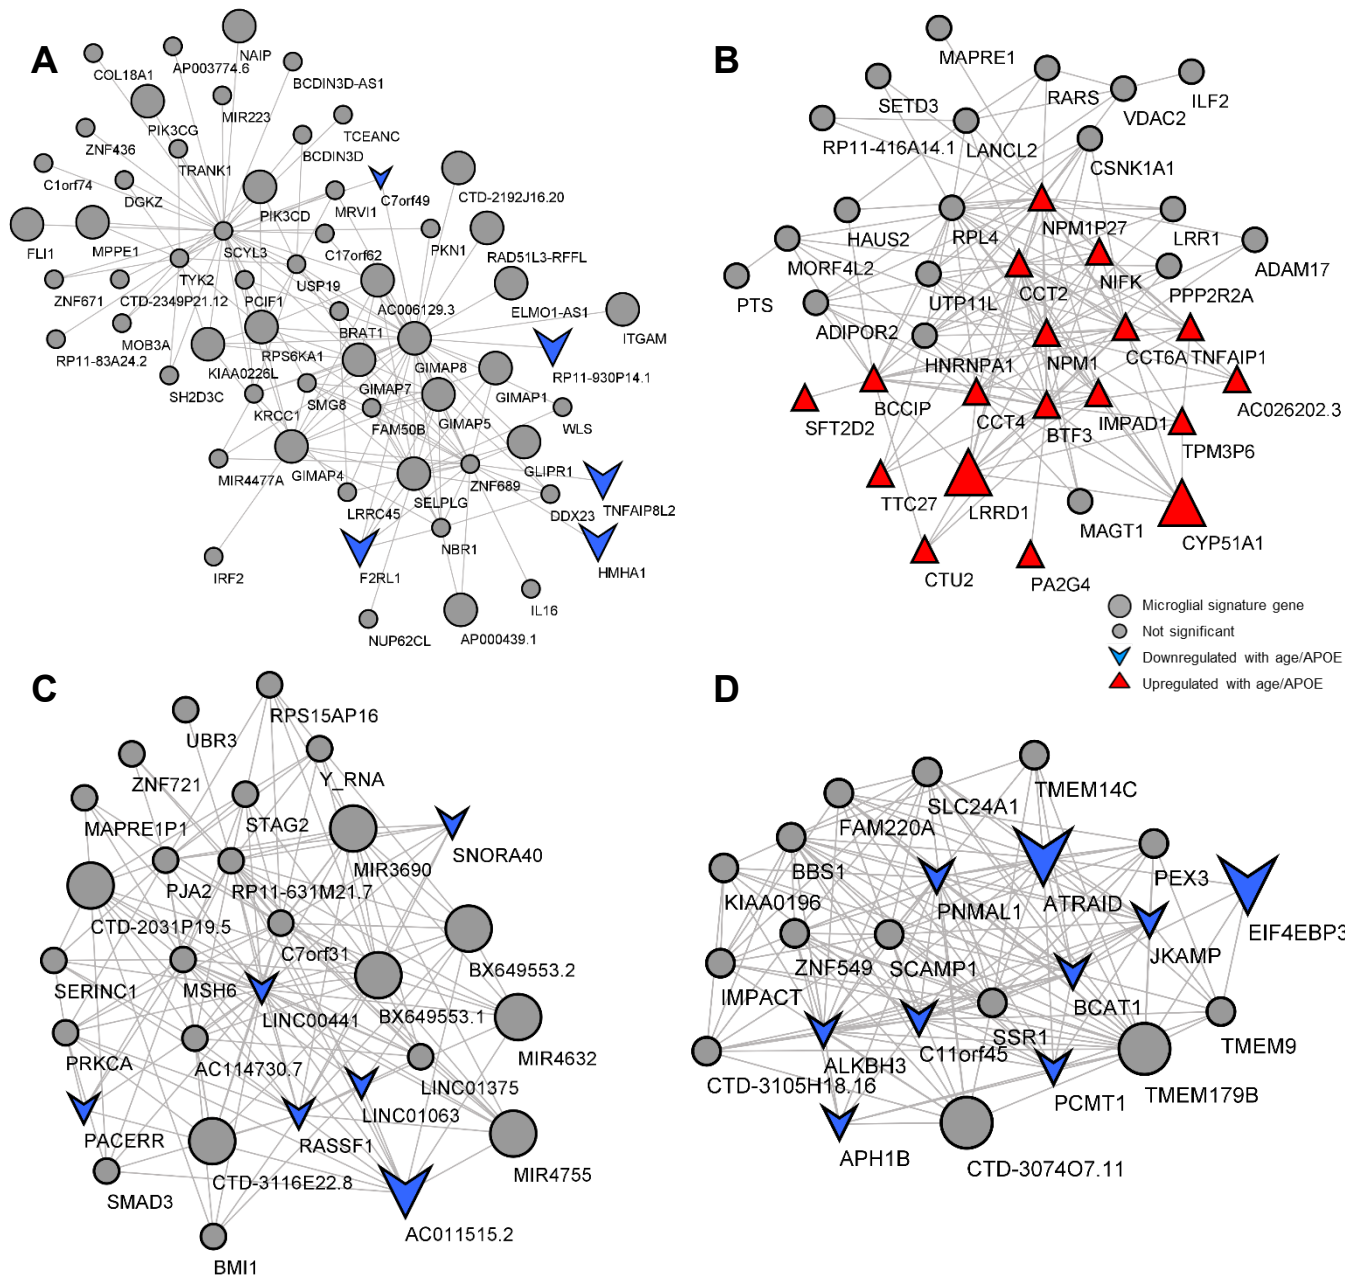 A
NAIP
COL18A1
AP003774.6
BCDIN3D-AS1
PIK3CG
MIR223
TCEANC
ZNF436
BCDIN3D
TRANK1
C1orf74
DGKZ
C7orf49
CTD-2192J16.20
PIK3CD
MRVI1
FLI1
MPPE1
SCYL3
C17orf62
PKN1
RAD51L3-RFFL
TYK2
USP19
ZNF671
CTD-2349P21.12
PCIF1
AC006129.3
ELMO1-AS1
ITGAM
MOB3A
BRAT1
RP11-83A24.2
KIAA0226L
RPS6KA1
GIMAP8
RP11-930P14.1
SH2D3C
GIMAP7
GIMAP1
KRCC1
SMG8
FAM50B
GIMAP5
WLS
MIR4477A
GIMAP4
GLIPR1
ZNF689
SELPLG
LRRC45
DDX23
TNFAIP8L2
NBR1
IRF2
F2RL1
HMHA1
IL16
NUP62CL
AP000439.1
B
MAPRE1
SETD3
RARS
ILF2
VDAC2
RP11-416A14.1
LANCL2
CSNK1A1
HAUS2
RPL4
NPM1P27
LRR1
MORF4L2
NIFK
ADAM17
PTS
UTP11L
CCT2
PPP2R2A
ADIPOR2
HNRNPA1
NPM1
CCT6A
TNFAIP1
SFT2D2
BCCIP
CCT4
BTF3
IMPAD1
AC026202.3
TPM3P6
TTC27
LRRD1
MAGT1
CYP51A1
CTU2
PA2G4
Microglial signature gene
Not significant
Downregulated with age/APOE
Upregulated with age/APOE
C
RPS15AP16
UBR3
Y_RNA
ZNF721
MAPRE1P1
STAG2
SNORA40
MIR3690
PJA2
RP11-631M21.7
CTD-2031P19.5
C7orf31
BX649553.2
SERINC1
MSH6
LINC00441
BX649553.1
MIR4632
PRKCA
AC114730.7
LINC01375
LINC01063
PACERR
RASSF1
MIR4755
SMAD3
CTD-3116E22.8
AC011515.2
BMI1
D
TMEM14C
SLC24A1
FAM220A
BBS1
PEX3
KIAA0196
PNMAL1
ATRAID
EIF4EBP3
JKAMP
ZNF549
SCAMP1
IMPACT
BCAT1
SSR1
C11orf45
TMEM9
ALKBH3
CTD-3105H18.16
PCMT1
TMEM179B
APH1B
CTD-3074O7.11